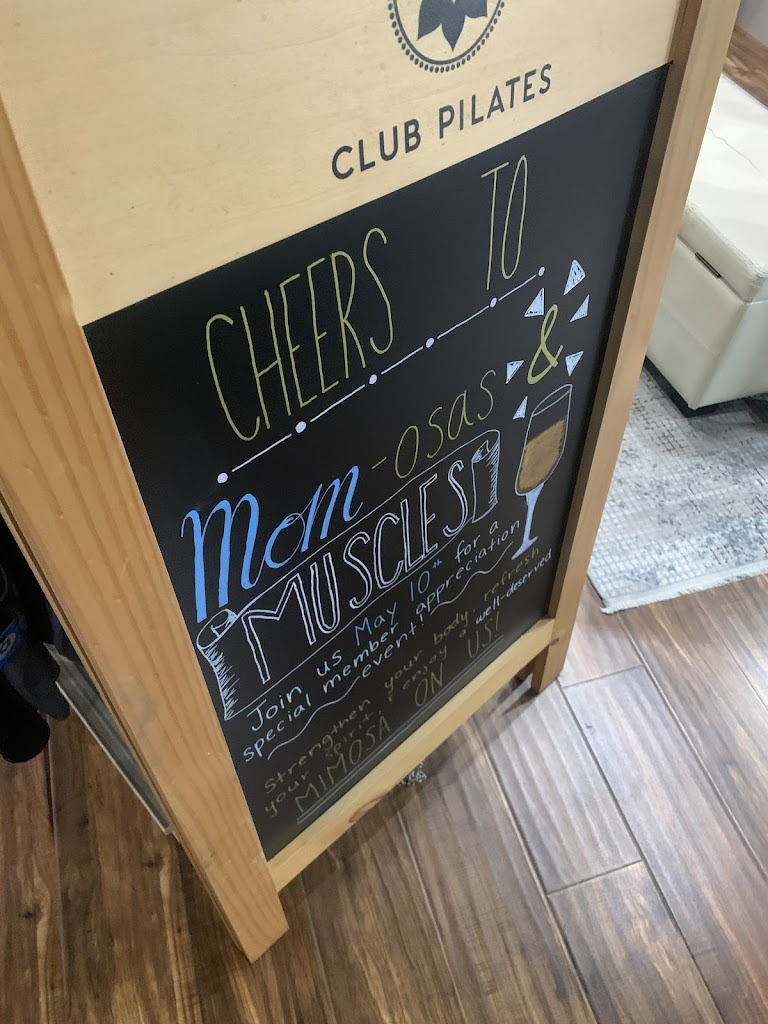 CLUB PILATES
CHEERS TO
Mom-osas &
MUSCLES
Join us May 10th for a
special member appreciation
event!
Strengthen your body, refresh
your spirit, enjoy a well-deserved
MIMOSA ON US!